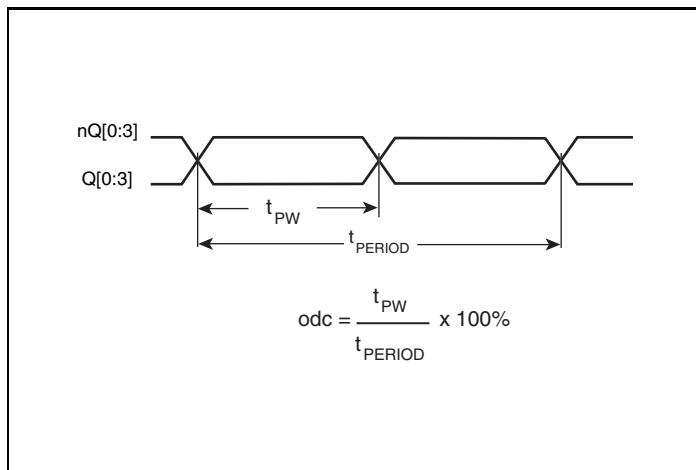 nQ[0:3]
Q[0:3]
tPW
tPERIOD
odc = tPW / tPERIOD x 100%